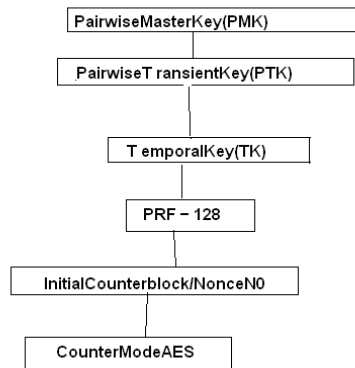 PairwiseMasterKey(PMK)
PairwiseT ransientKey(PTK)
T emporalKey(TK)
PRF − 128
InitialCounterblock/NonceN0
CounterModeAES